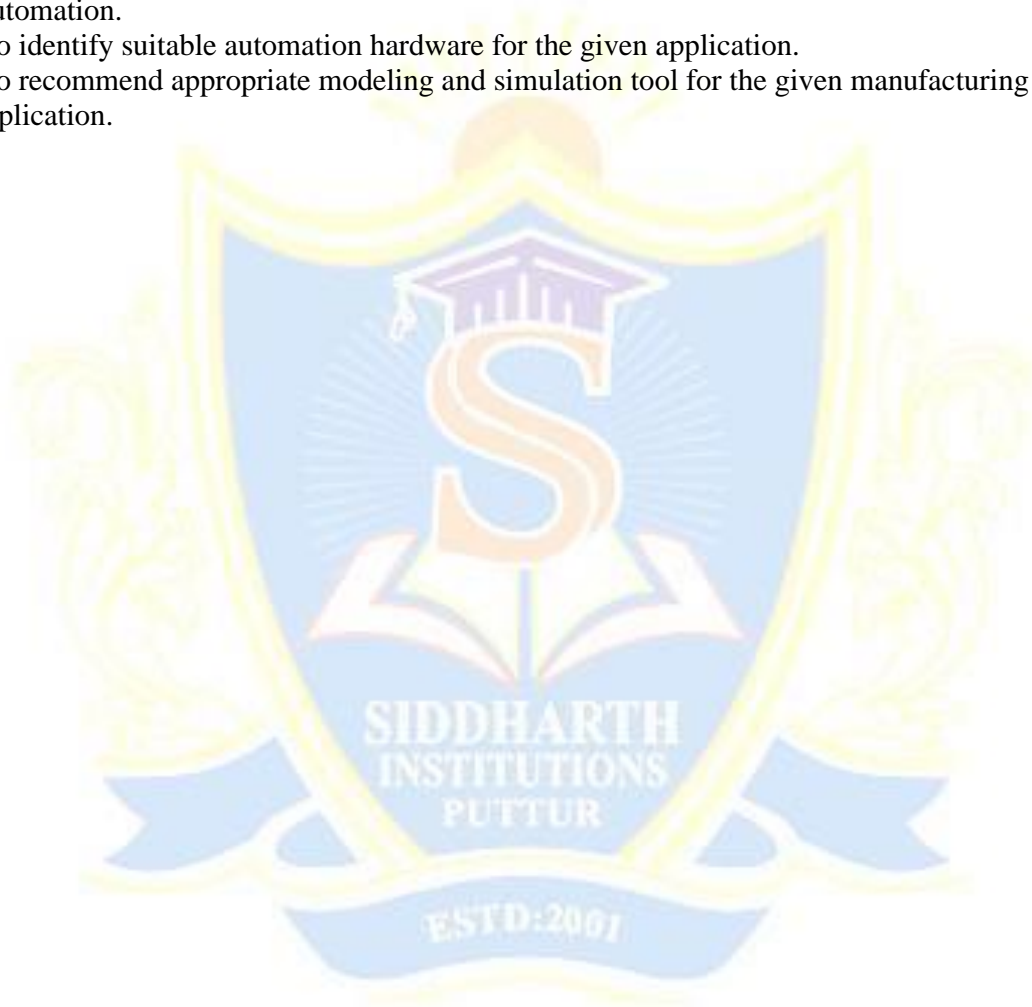 utomation.
o identify suitable automation hardware for the given application.
o recommend appropriate modeling and simulation tool for the given manufacturing
plication.
S
SIDDHARTH
INSTITUTIONS
PUTTUR
ESTD:2001